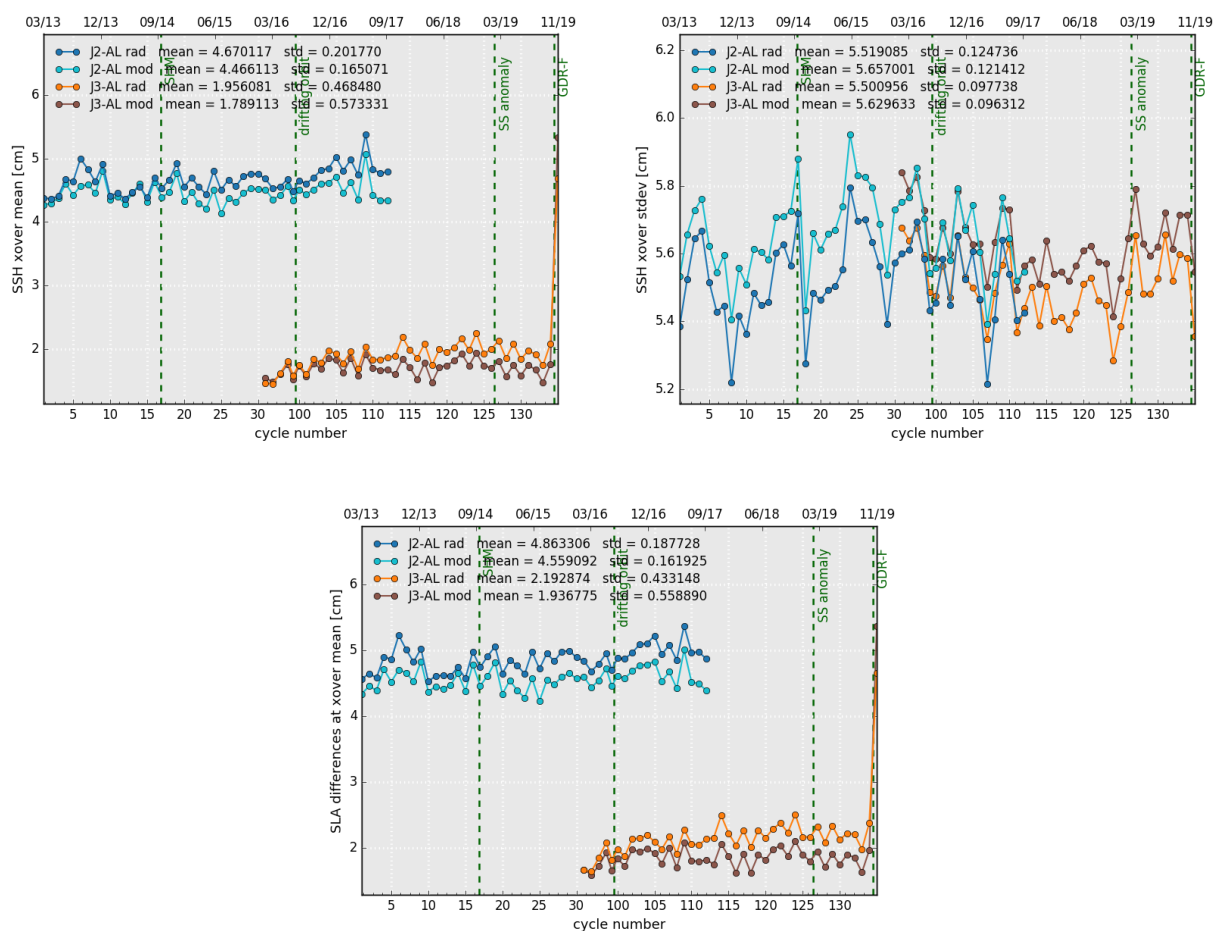 03/13 12/13 09/14 06/15 03/16 12/16 09/17 06/18 03/19 11/19
J2-AL rad mean = 4.670117 std = 0.201770
J2-AL mod mean = 4.466113 std = 0.165071
J3-AL rad mean = 1.956081 std = 0.468480
J3-AL mod mean = 1.789113 std = 0.573331
SHM
drifting orbit
SS anomaly
GDR-F
SSH xover mean [cm]
6
5
4
3
2
5 10 15 20 25 30 100 105 110 115 120 125 130
cycle number
03/13 12/13 09/14 06/15 03/16 12/16 09/17 06/18 03/19 11/19
J2-AL rad mean = 5.519085 std = 0.124736
J2-AL mod mean = 5.657001 std = 0.121412
J3-AL rad mean = 5.500956 std = 0.097738
J3-AL mod mean = 5.629633 std = 0.096312
SHM
drifting orbit
SS anomaly
GDR-F
SSH xover stdev [cm]
6.2
6.0
5.8
5.6
5.4
5.2
5 10 15 20 25 30 100 105 110 115 120 125 130
cycle number
03/13 12/13 09/14 06/15 03/16 12/16 09/17 06/18 03/19 11/19
J2-AL rad mean = 4.863306 std = 0.187728
J2-AL mod mean = 4.559092 std = 0.161925
J3-AL rad mean = 2.192874 std = 0.433148
J3-AL mod mean = 1.936775 std = 0.558890
SHM
drifting orbit
SS anomaly
GDR-F
SLA differences at xover mean [cm]
6
5
4
3
2
5 10 15 20 25 30 100 105 110 115 120 125 130
cycle number